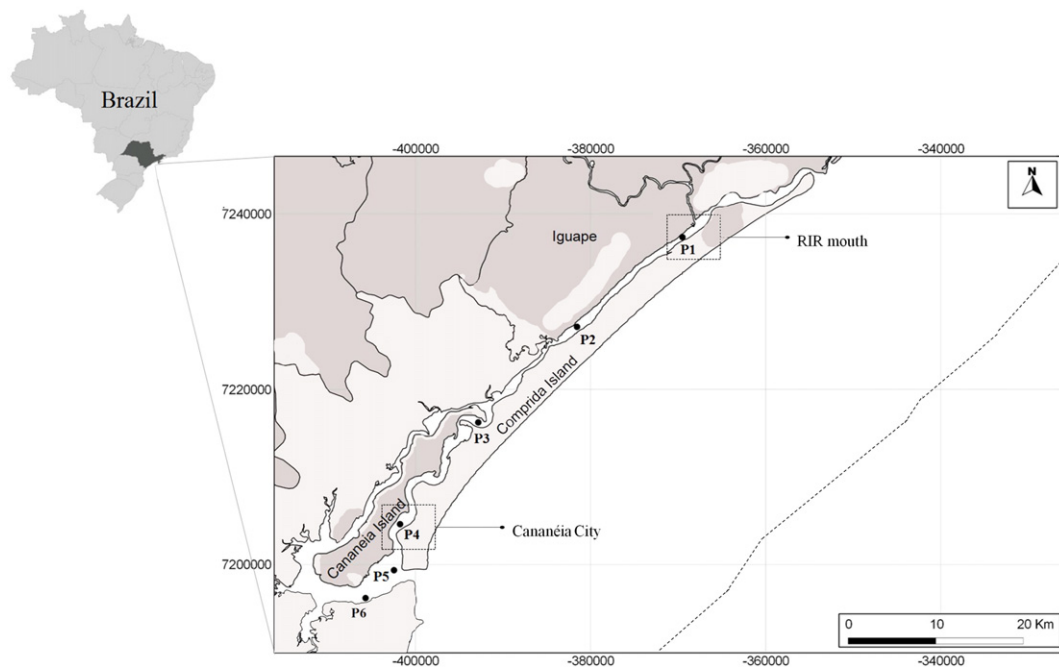 Brazil
-400000
-380000
-360000
-340000
N
7240000
Iguape
P1
RIR mouth
P2
7220000
Comprida Island
P3
Cananeia Island
P4
Cananéia City
7200000
P5
P6
0
10
20 Km
-400000
-380000
-360000
-340000